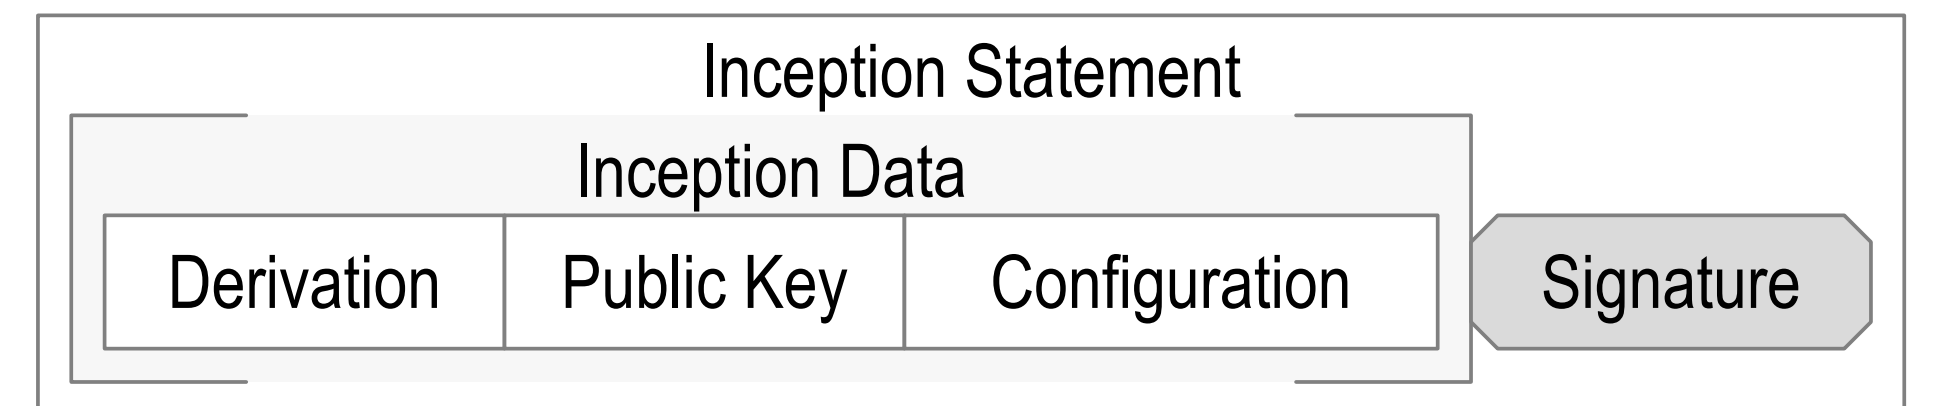 Inception Statement
Inception Data
Derivation Public Key Configuration Signature